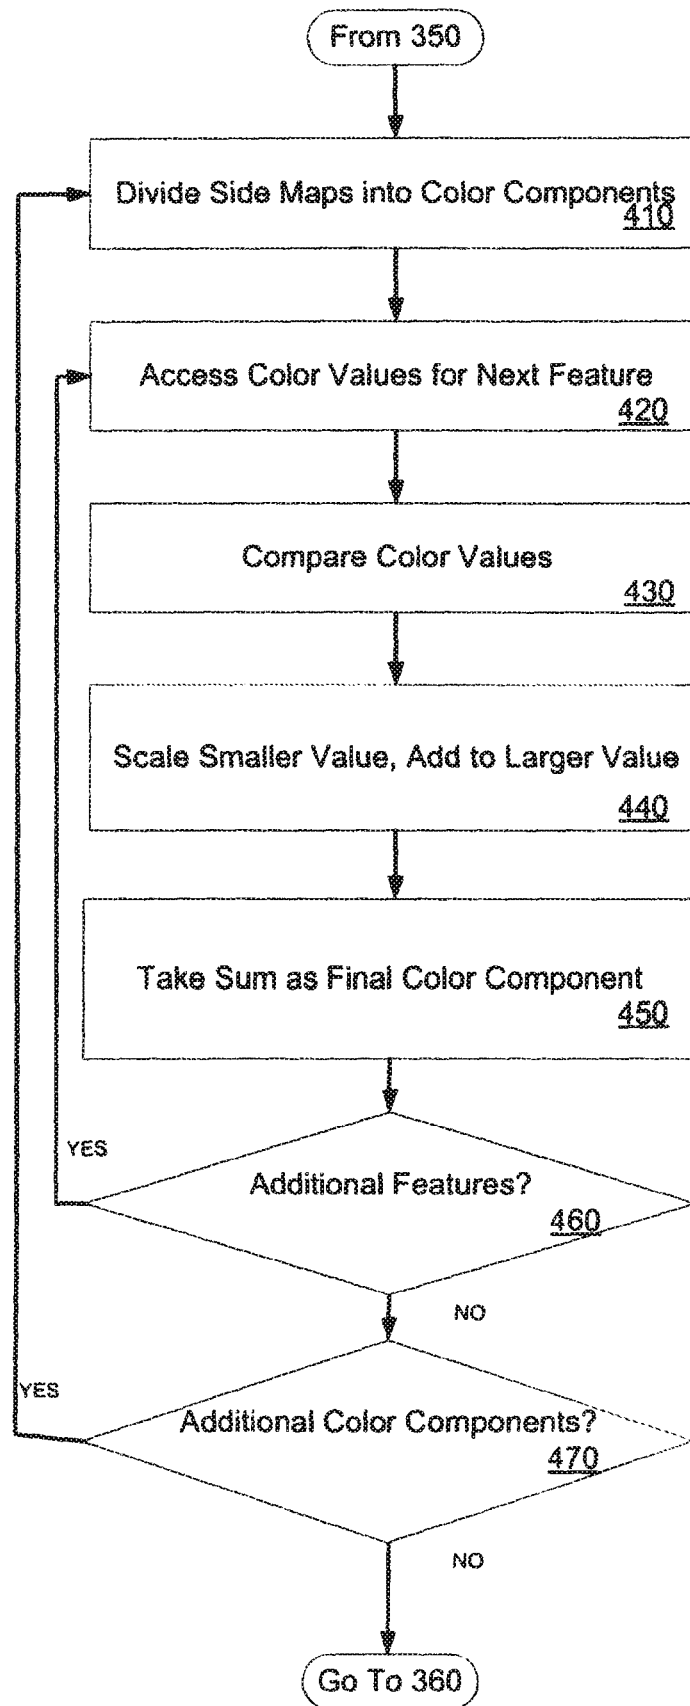 From 350
Divide Side Maps into Color Components
410
Access Color Values for Next Feature
420
Compare Color Values
430
Scale Smaller Value, Add to Larger Value
440
Take Sum as Final Color Component
450
YES
Additional Features?
460
NO
YES
Additional Color Components?
470
NO
Go To 360